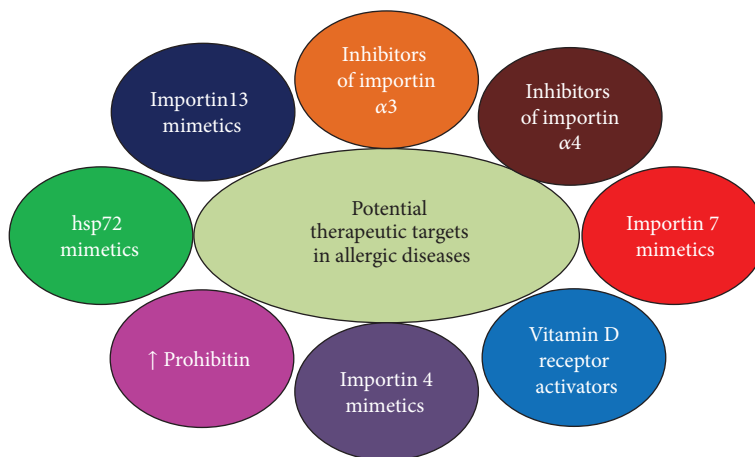 Inhibitors
of importin
α3
Inhibitors
of importin
α4
Importin13
mimetics
hsp72
mimetics
Potential
therapeutic targets
in allergic diseases
Importin 7
mimetics
↑ Prohibitin
Importin 4
mimetics
Vitamin D
receptor
activators